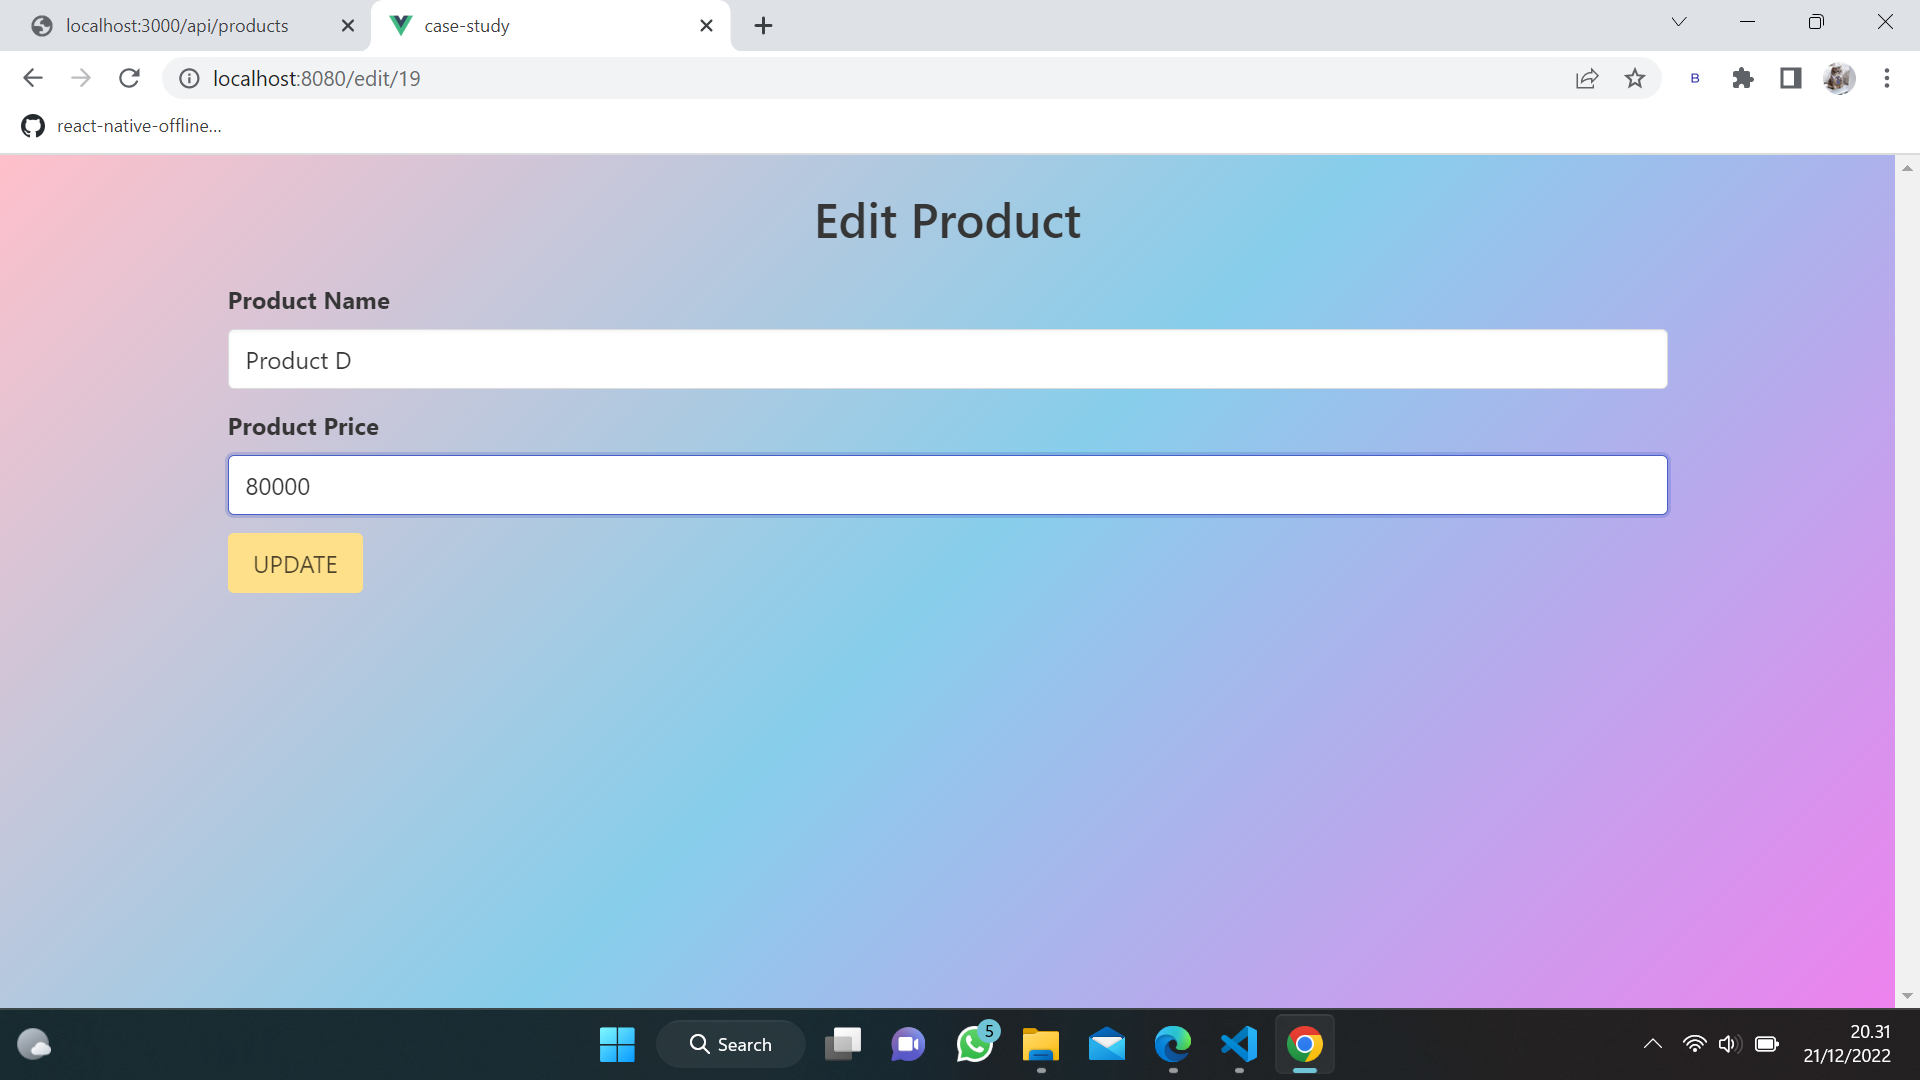 localhost:3000/api/products
case-study
localhost:8080/edit/19
B
react-native-offline...
Edit Product
Product Name
Product D
Product Price
80000
UPDATE
Search
5
20.31
21/12/2022